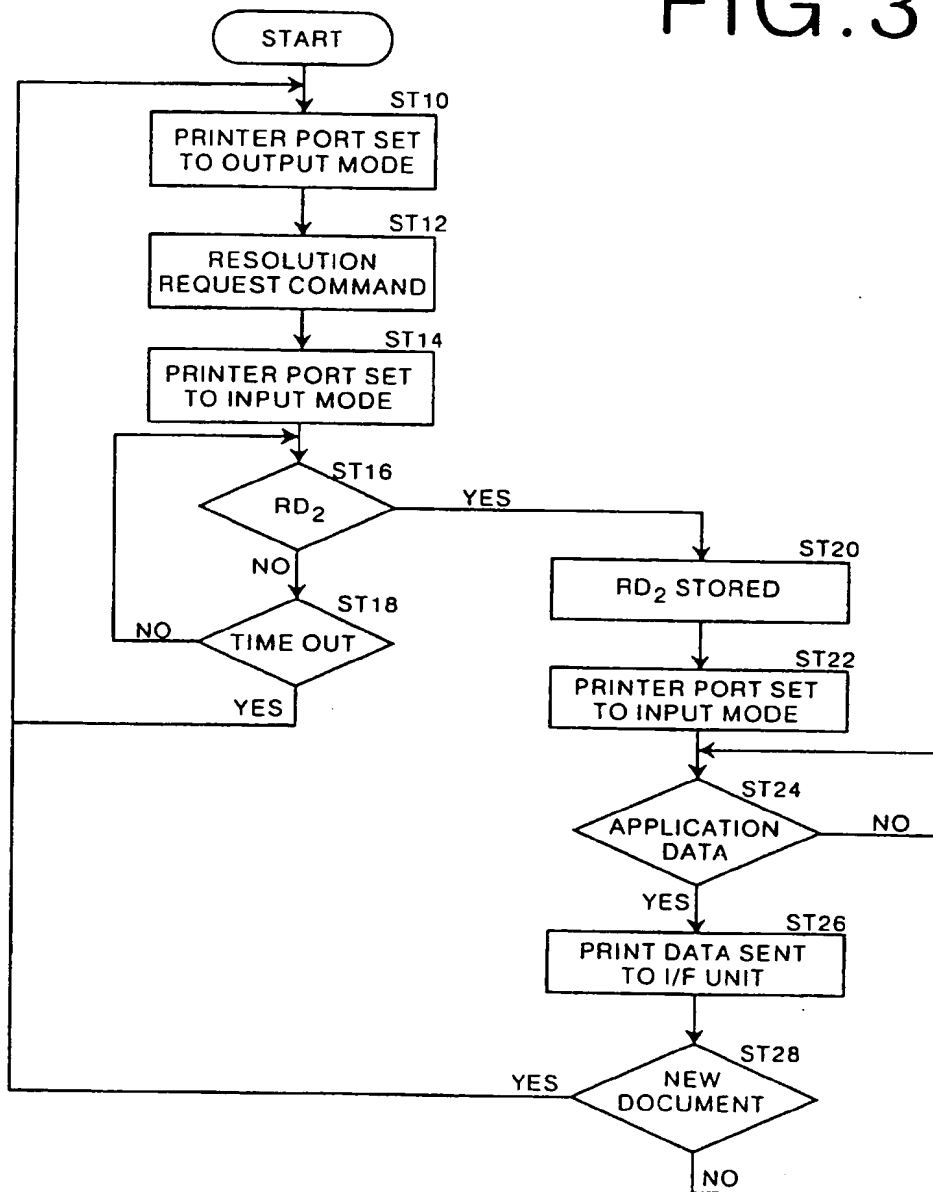 FIG.3
START
ST10
PRINTER PORT SET
TO OUTPUT MODE
ST12
RESOLUTION
REQUEST COMMAND
ST14
PRINTER PORT SET
TO INPUT MODE
ST16
RD₂
YES
NO
ST18
TIME OUT
NO
YES
ST20
RD₂ STORED
ST22
PRINTER PORT SET
TO INPUT MODE
ST24
APPLICATION
DATA
NO
YES
ST26
PRINT DATA SENT
TO I/F UNIT
ST28
NEW
DOCUMENT
YES
NO